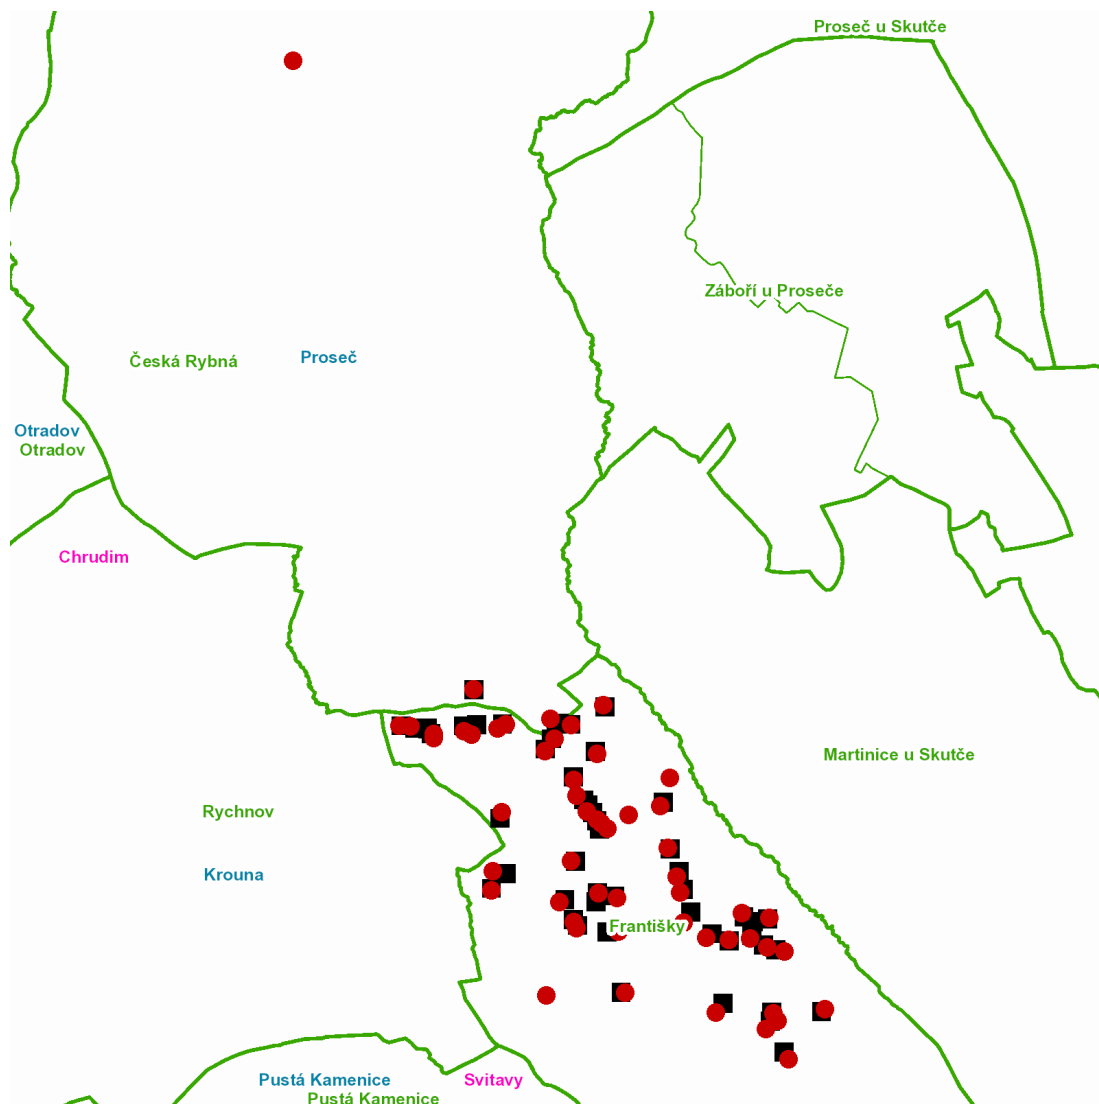 Proseč u Skutče
Záboří u Proseče
Česká Rybná
Proseč
Otradov
Otradov
Chrudim
Martinice u Skutče
Rychnov
Krouna
Františky
Pustá Kamenice
Svitavy
Pustá Kamenice